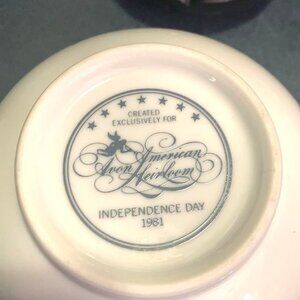 CREATED
EXCLUSIVELY FOR
Avon American
Heirloom
INDEPENDENCE DAY
1981